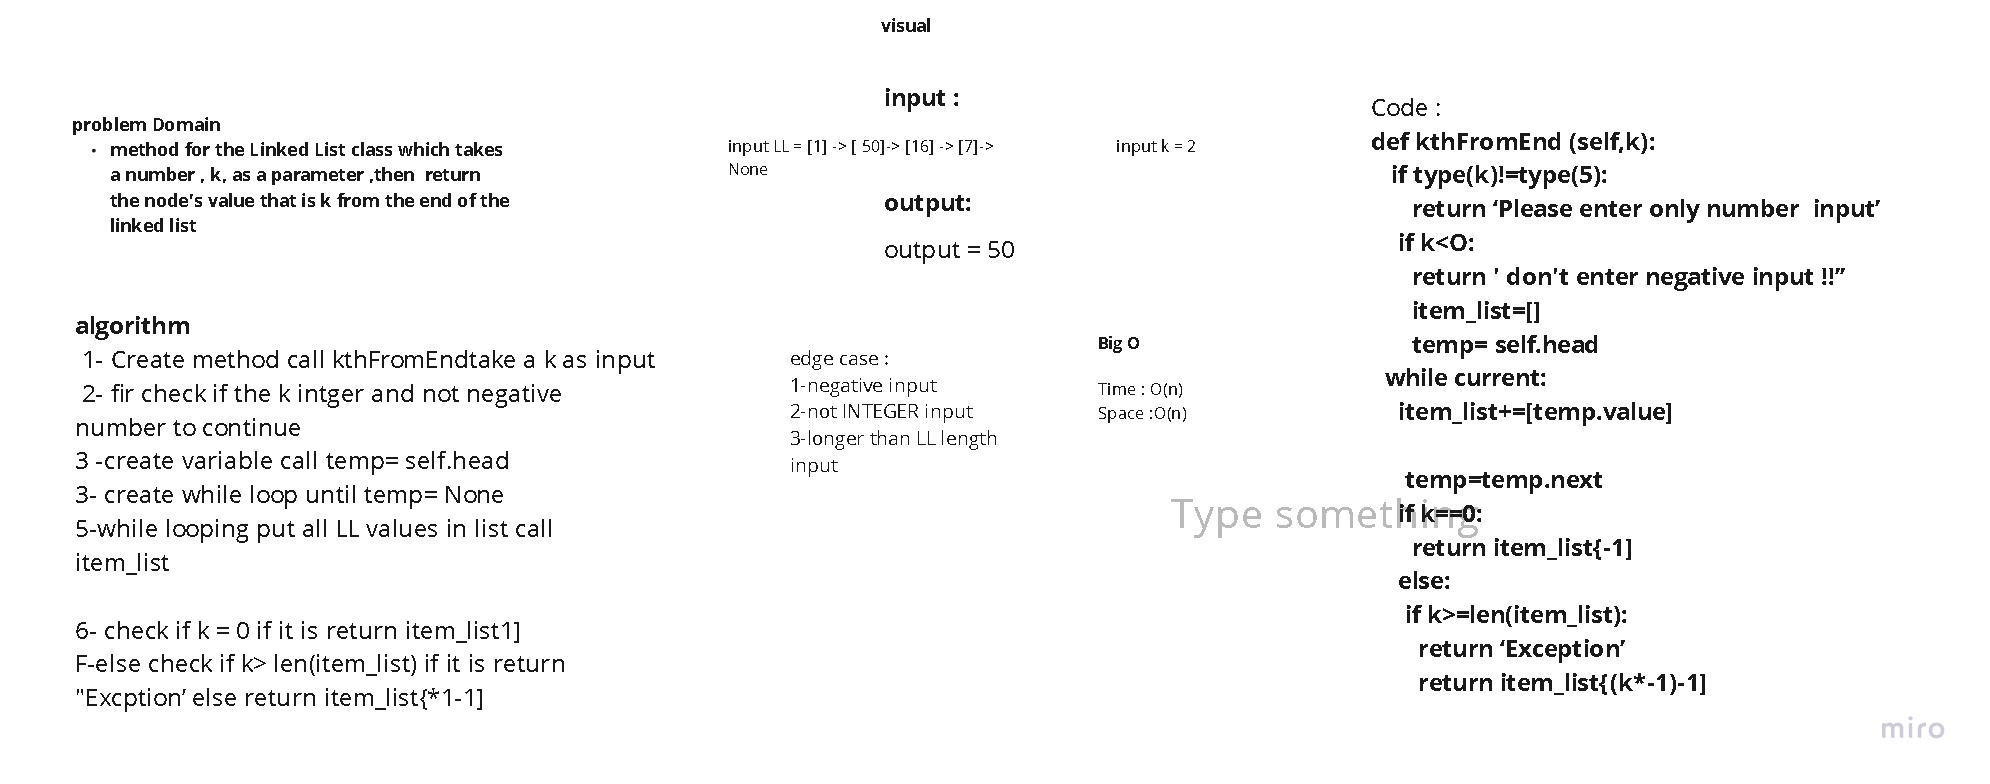 visual
problem Domain
• method for the Linked List class which takes
a number , k, as a parameter ,then return
the node's value that is k from the end of the
linked list
algorithm
1- Create method call kthFromEndtake a k as input
2- fir check if the k intger and not negative
number to continue
3 -create variable call temp= self.head
3- create while loop until temp= None
5-while looping put all LL values in list call
item_list
6- check if k = 0 if it is return item_list1]
F-else check if k> len(item_list) if it is return
"Excption’ else return item_list{*1-1]
input :
input LL = [1] -> [ 50]-> [16] -> [7]->
None
input k = 2
output:
output = 50
edge case :
1-negative input
2-not INTEGER input
3-longer than LL length
input
Big O
Time : O(n)
Space :O(n)
Type something
Code :
def kthFromEnd (self,k):
if type(k)!=type(5):
return ‘Please enter only number input’
if k<O:
return ' don't enter negative input !!”
item_list=[]
temp= self.head
while current:
item_list+=[temp.value]
temp=temp.next
if k==0:
return item_list{-1]
else:
if k>=len(item_list):
return ‘Exception’
return item_list{(k*-1)-1]
miro